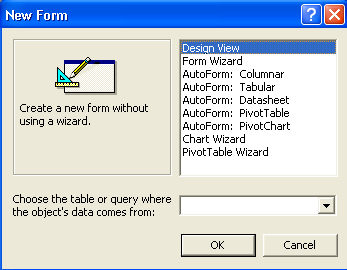 New Form
Create a new form without
using a wizard.
Design View
Form Wizard
AutoForm: Columnar
AutoForm: Tabular
AutoForm: Datasheet
AutoForm: PivotTable
AutoForm: PivotChart
Chart Wizard
PivotTable Wizard
Choose the table or query where
the object's data comes from:
OK
Cancel